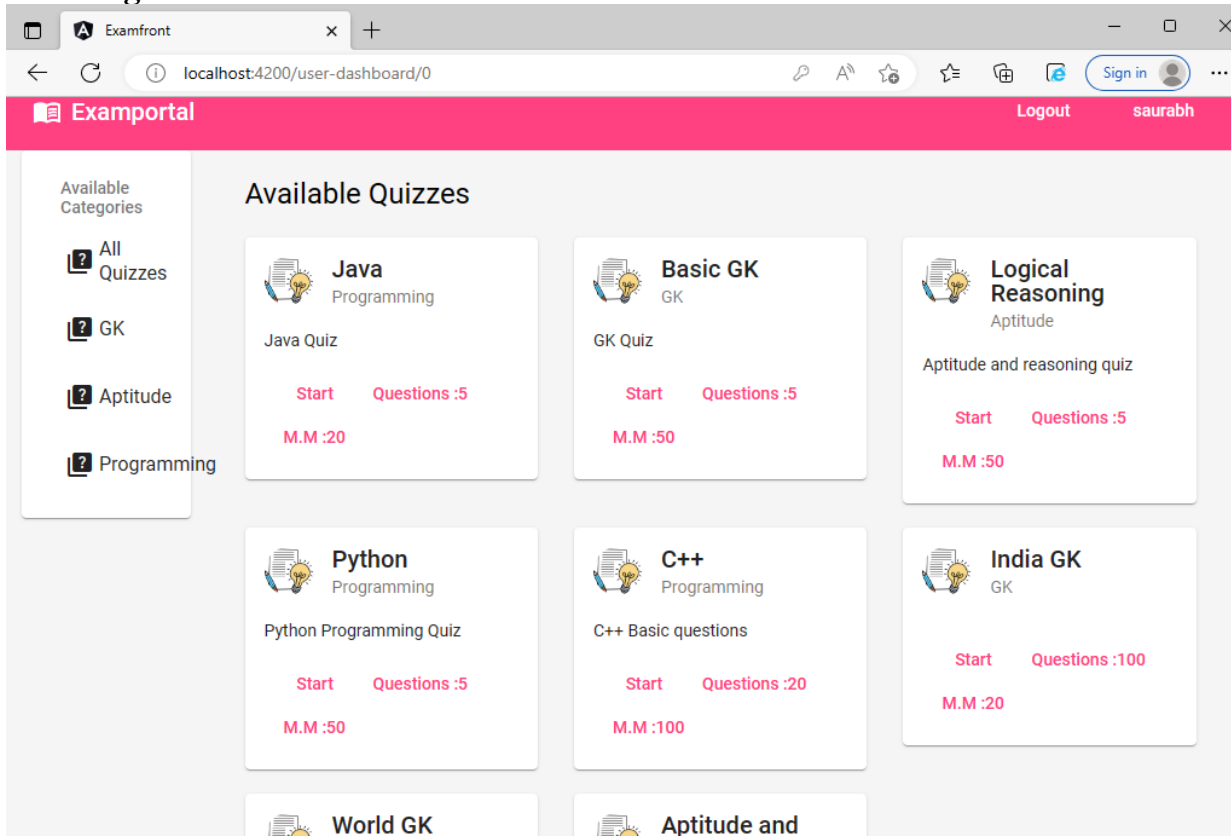 Examfront
localhost:4200/user-dashboard/0
Sign in
Examportal
Logout
saurabh
Available
Categories
All
Quizzes
GK
Aptitude
Programming
Available Quizzes
Java
Programming
Java Quiz
Start Questions :5
M.M :20
Basic GK
GK
GK Quiz
Start Questions :5
M.M :50
Logical
Reasoning
Aptitude
Aptitude and reasoning quiz
Start Questions :5
M.M :50
Python
Programming
Python Programming Quiz
Start Questions :5
M.M :50
C++
Programming
C++ Basic questions
Start Questions :20
M.M :100
India GK
GK
Start Questions :100
M.M :20
World GK
Aptitude and